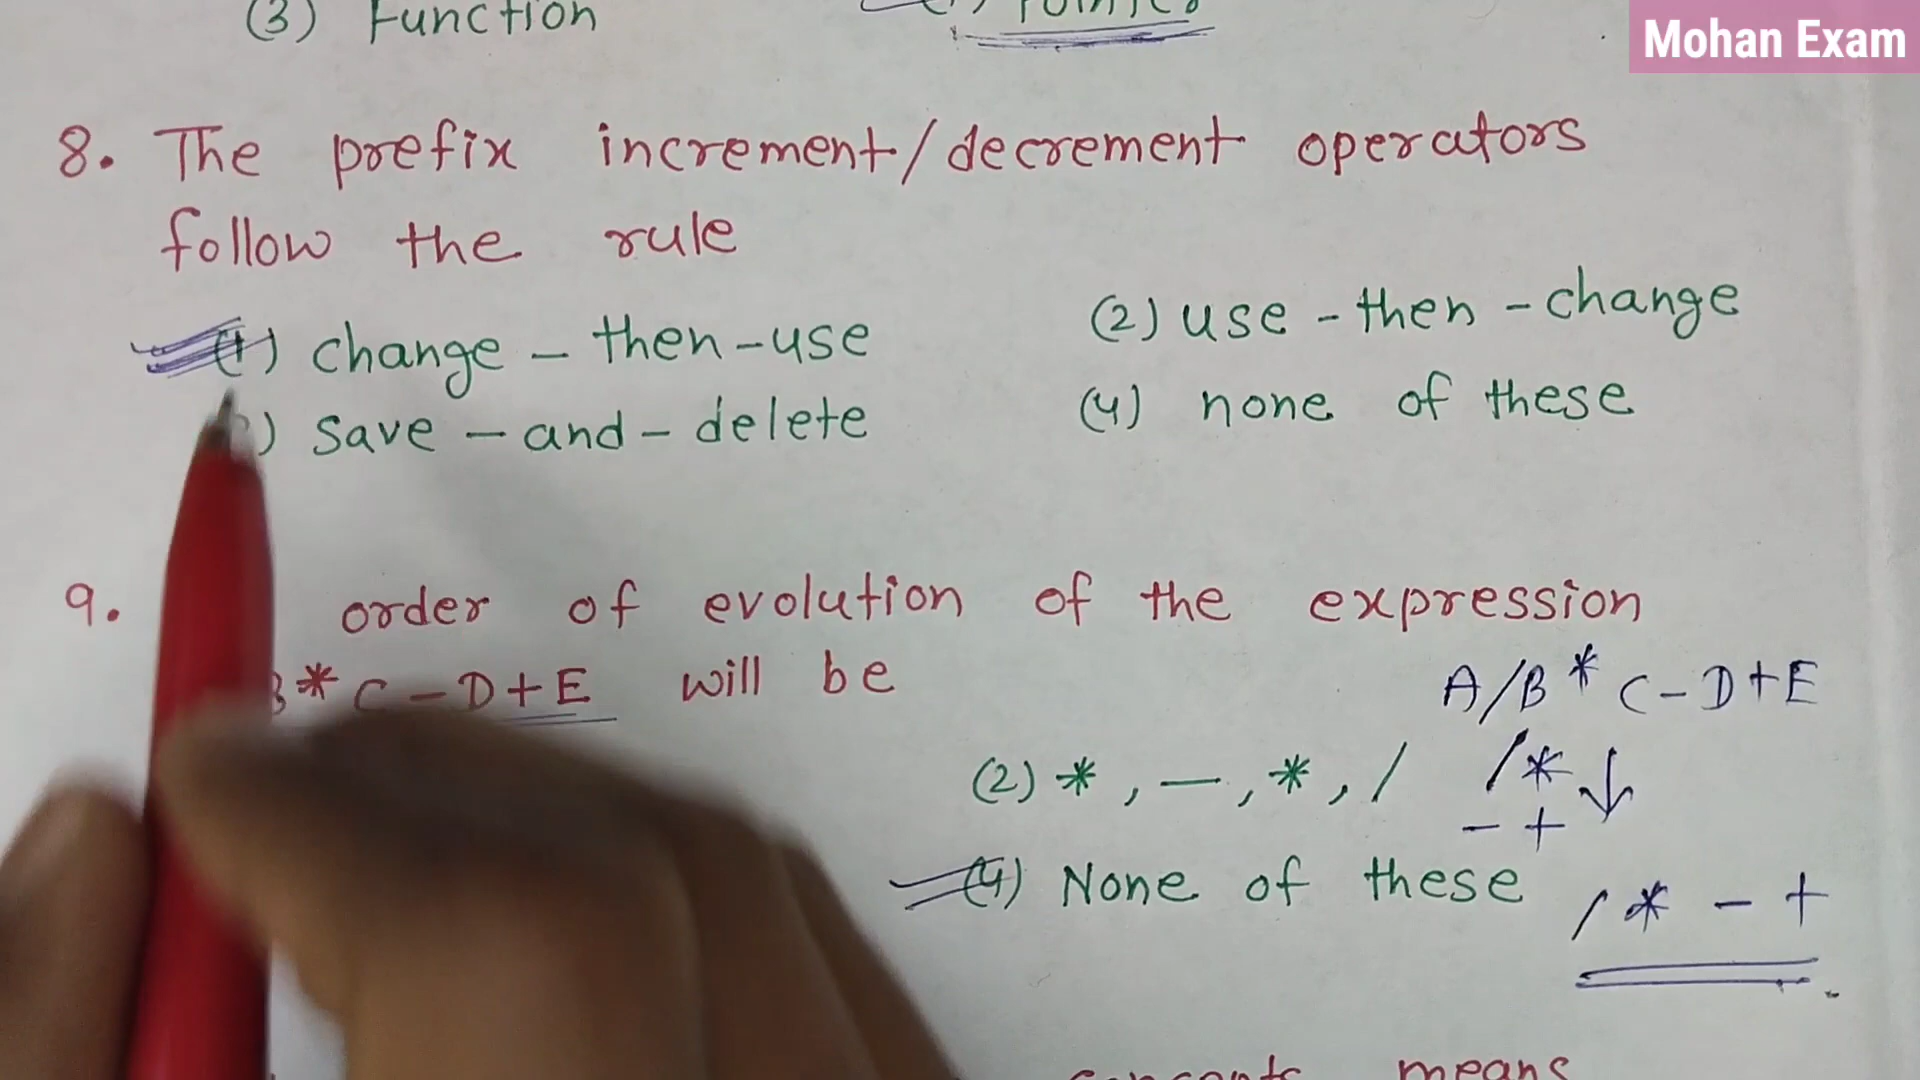 (3) Function
Mohan Exam
8. The prefix increment/decrement operators
follow the rule
(1) change - then - use
(2) use - then - change
) save - and - delete
(4) none of these
9. order of evolution of the expression
B * C - D + E will be
A/B * C - D + E
(2) *, -, *, /
/ *
- +
(4) None of these
/ * - +
concepts means